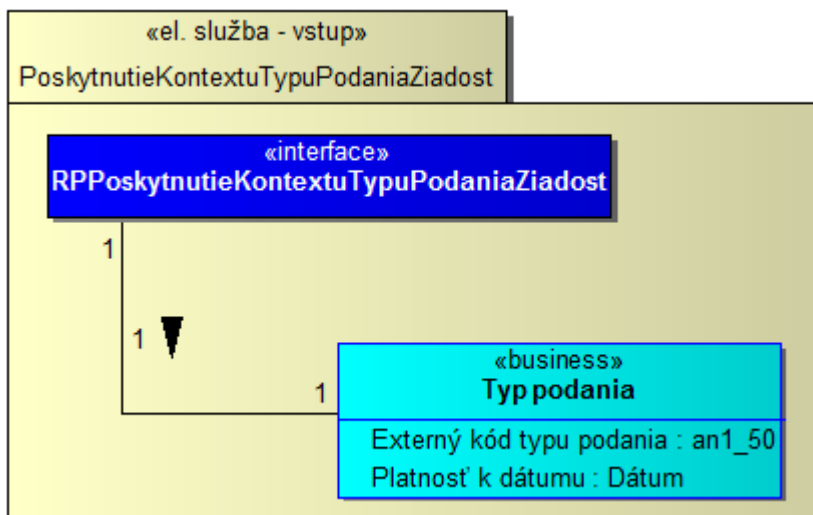 «el. služba - vstup»
PoskytnutieKontextuTypuPodaniaZiadost
«interface»
RPPoskytnutieKontextuTypuPodaniaZiadost
1
1
1
«business»
Typ podania
Externý kód typu podania : an1_50
Platnosť k dátumu : Dátum